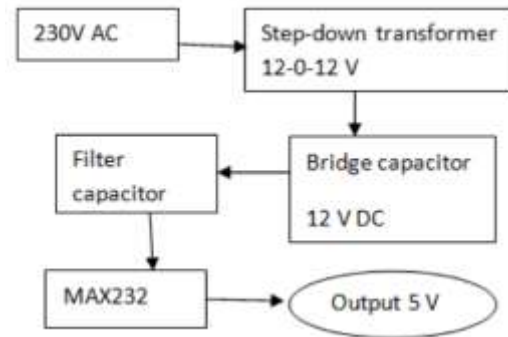 230V AC
Step-down transformer
12-0-12 V
Bridge capacitor
12 V DC
Filter
capacitor
MAX232
Output 5 V